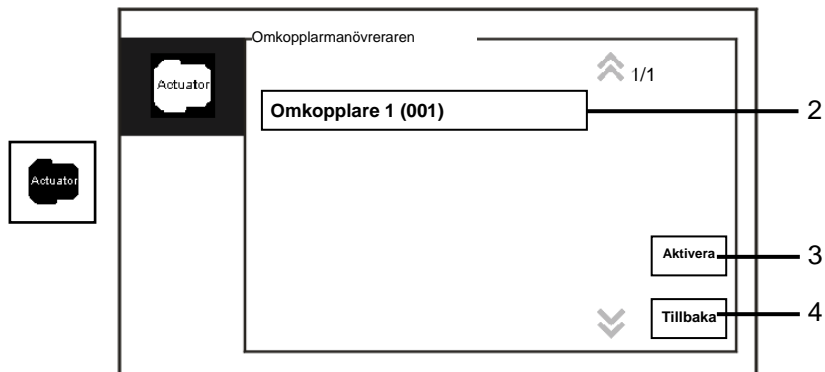 Omkopplarmanövreraren
Actuator
1/1
Omkopplare 1 (001)
2
Actuator
Aktivera
3
Tillbaka
4